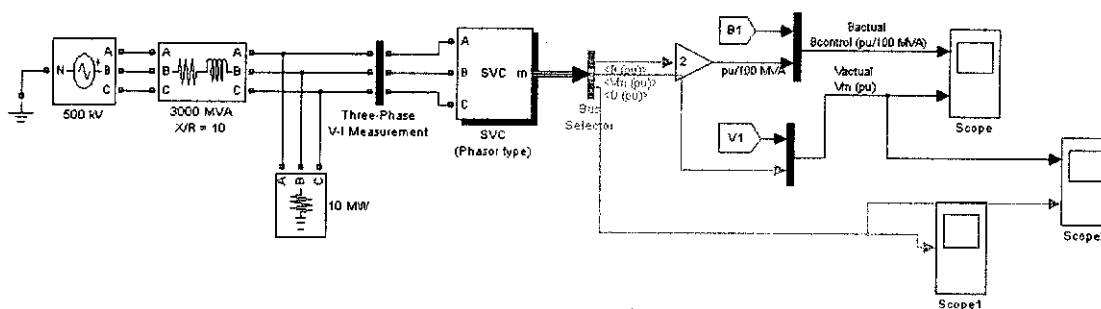 N
A
B
C
500 kV
A
B
C
A
B
C
3000 MVA
X/R = 10
A
B
C
10 MW
Three-Phase
V-I Measurement
A
B
C
SVC
m
SVC
(Phasor type)
<B (pu)>
<Vm (pu)>
<U (pu)>
Bus
Selector
2
pu/100 MVA
B1
V1
Bactual
Bcontrol (pu/100 MVA)
Vactual
Vm (pu)
Scope
Scope
Scope1